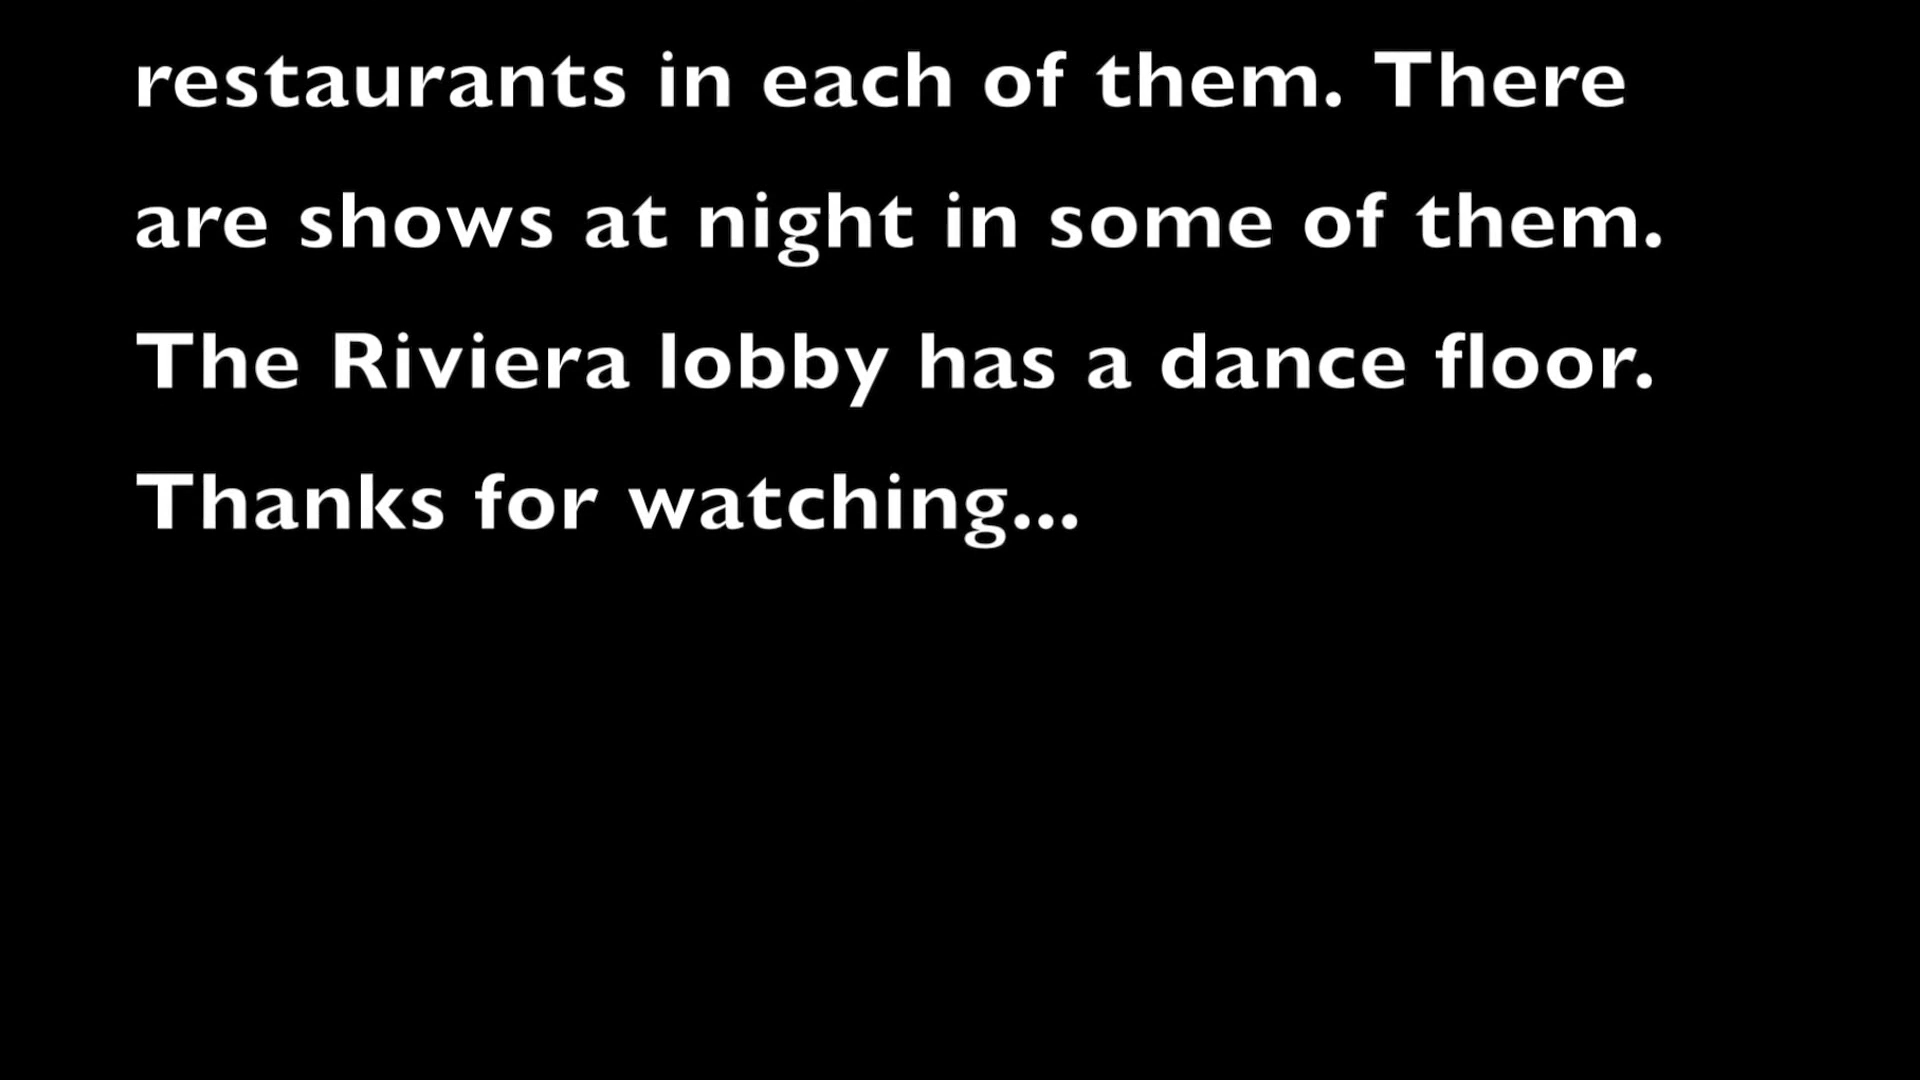 restaurants in each of them. There
are shows at night in some of them.
The Riviera lobby has a dance floor.
Thanks for watching...